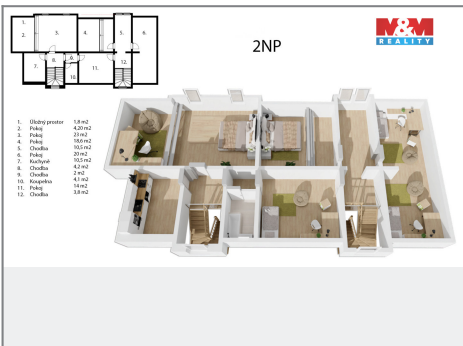 2NP
M&M
REALITY
1. Úložný prostor 1,8 m2
2. Pokoj 4,20 m2
3. Pokoj 23 m2
4. Pokoj 18,6 m2
5. Chodba 10,5 m2
6. Pokoj 20 m2
7. Kuchyně 10,5 m2
8. Chodba 4,2 m2
9. Chodba 2 m2
10. Koupelna 4,1 m2
11. Pokoj 14 m2
12. Chodba 3,8 m2
1.
2.
3.
4.
5.
6.
7.
8.
9.
10.
11.
12.